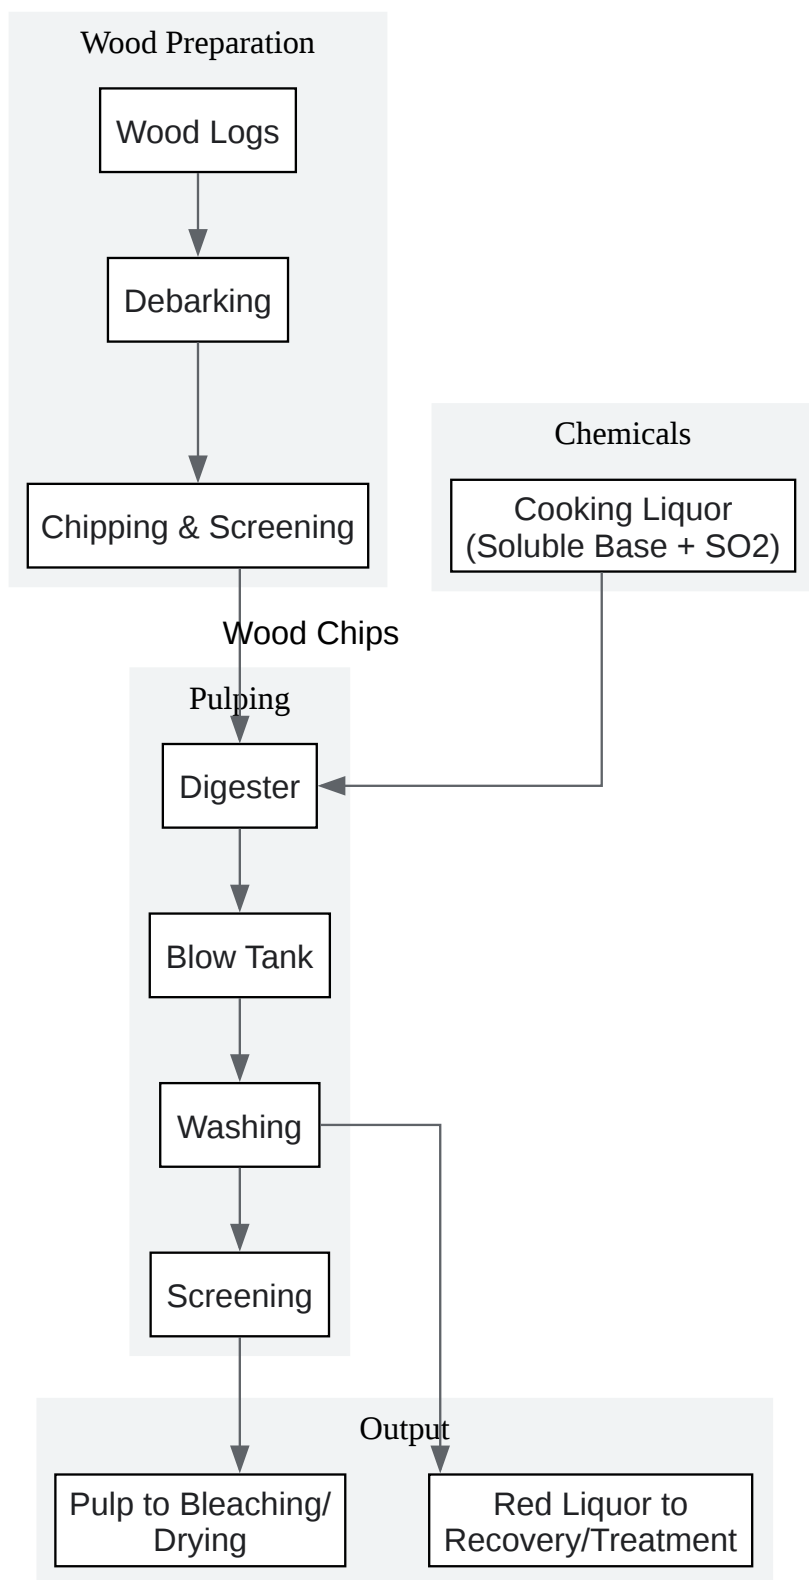 Wood Preparation
Wood Logs
Debarking
Chipping & Screening
Chemicals
Cooking Liquor
(Soluble Base + SO2)
Wood Chips
Pulping
Digester
Blow Tank
Washing
Screening
Output
Pulp to Bleaching/
Drying
Red Liquor to
Recovery/Treatment